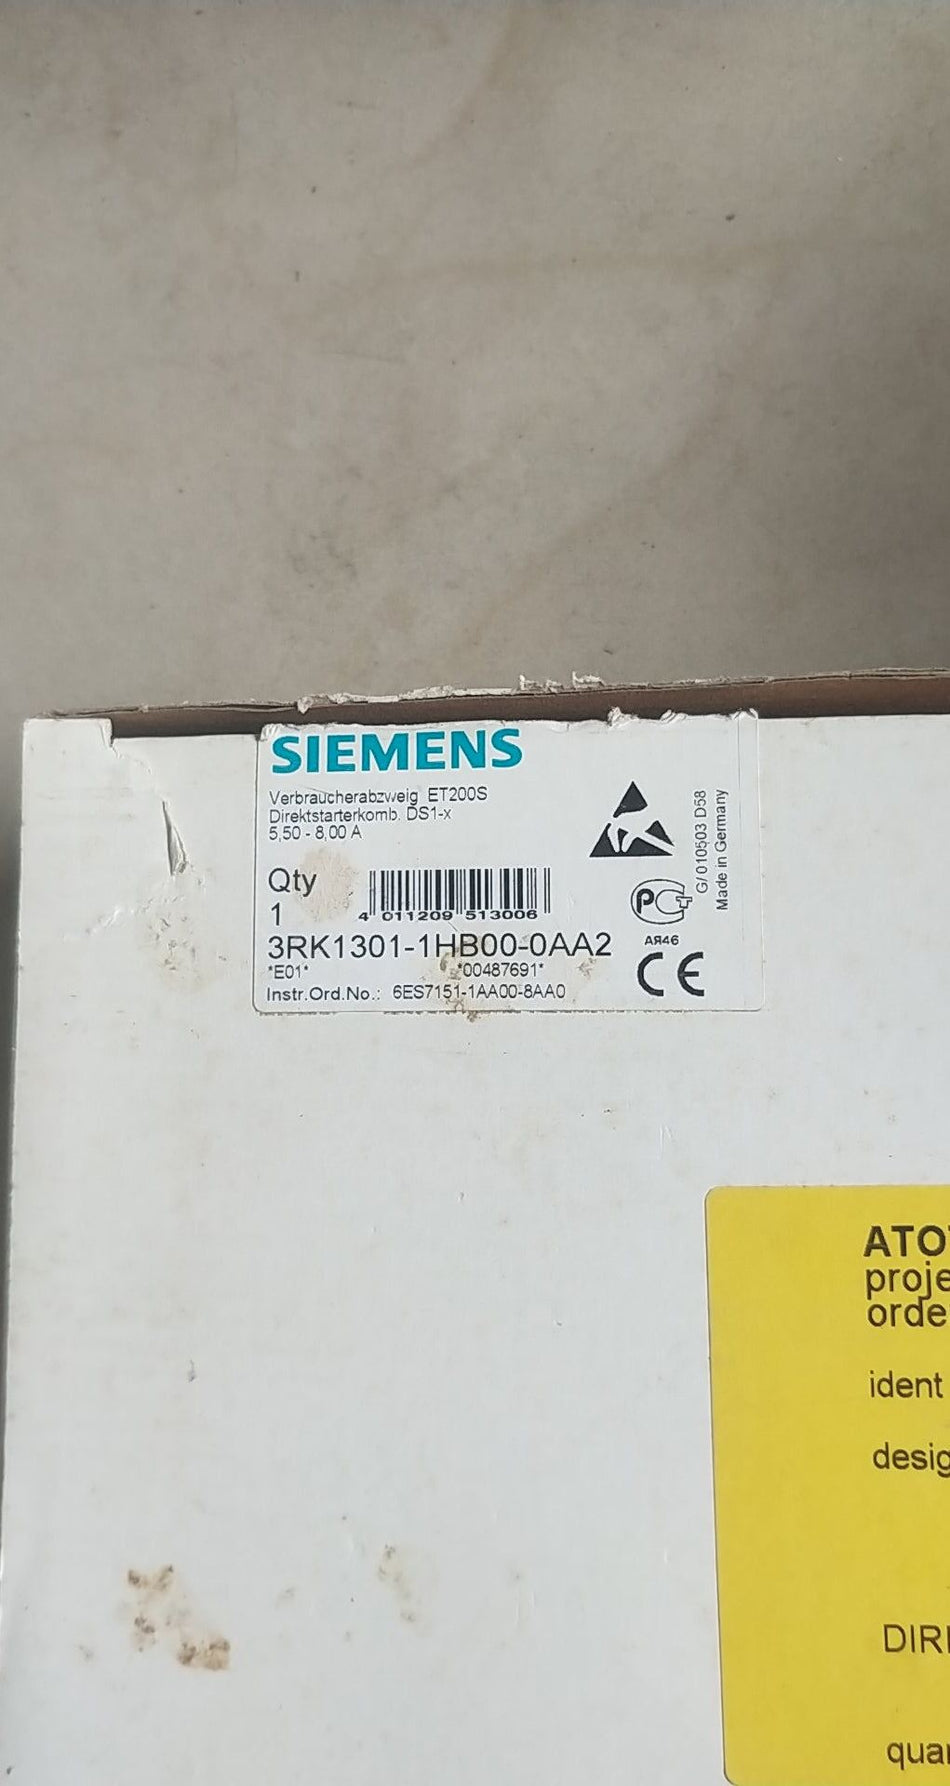 SIEMENS
Verbraucherabzweig ET200S
Direktstarterkomb. DS1-x
5,50 - 8,00 A
Qty
1
4 011209 513006
3RK1301-1HB00-0AA2
*E01*
*00487691*
Instr.Ord.No.: 6ES7151-1AA00-8AA0
G/010503 D58
Made in Germany
PC
АЯ46
CE
ATO
proje
orde
ident
desig
DIR
qua